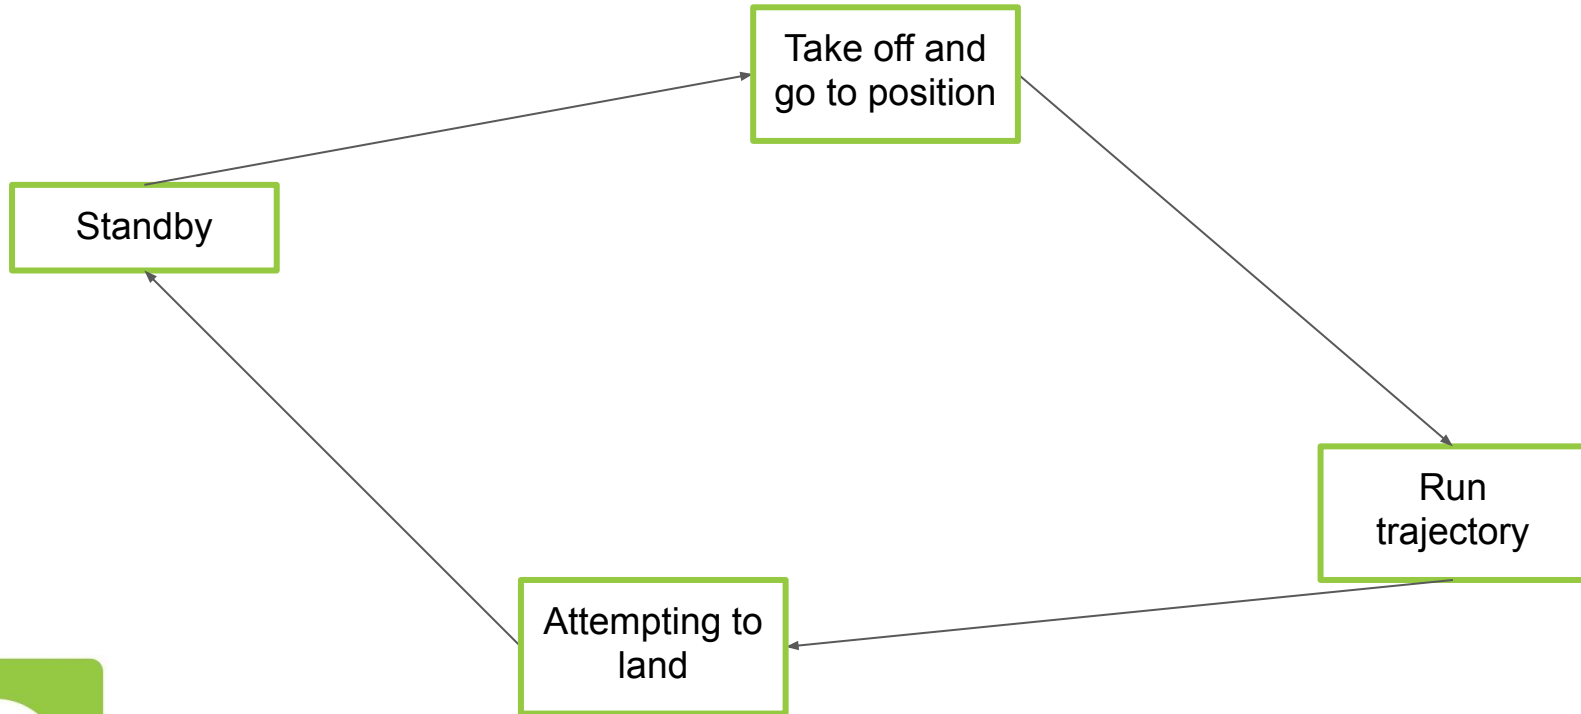 Take off and
go to position
Standby
Run
trajectory
Attempting to
land